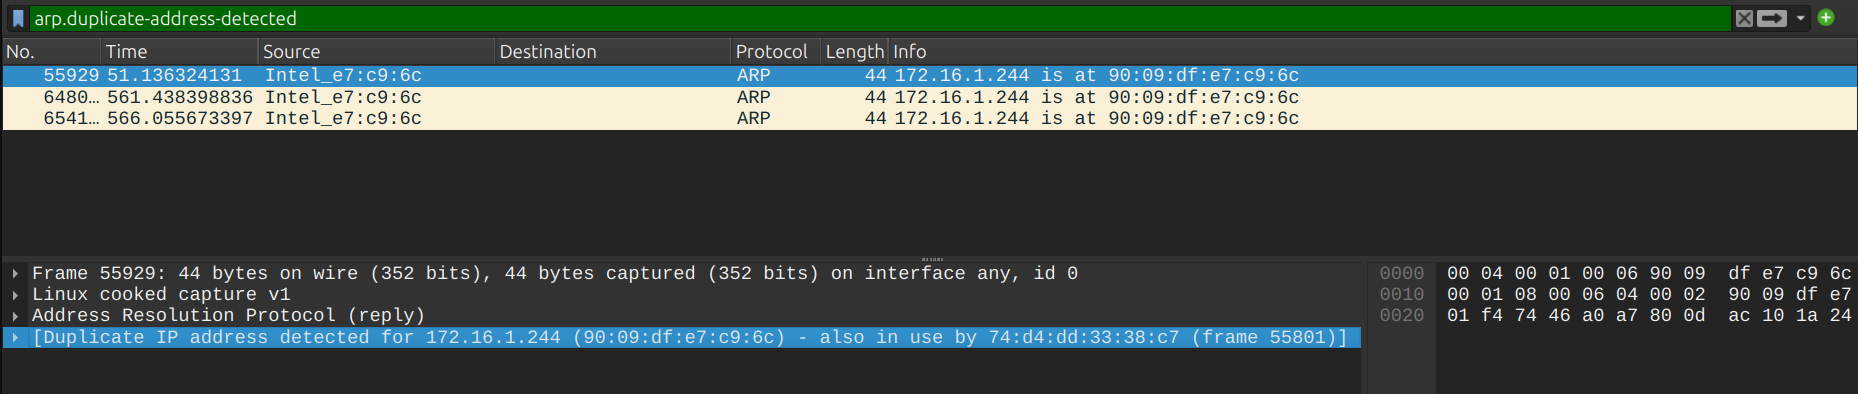 arp.duplicate-address-detected
No. Time Source Destination Protocol Length Info
55929 51.136324131 Intel_e7:c9:6c ARP 44 172.16.1.244 is at 90:09:df:e7:c9:6c
6480… 561.438398836 Intel_e7:c9:6c ARP 44 172.16.1.244 is at 90:09:df:e7:c9:6c
6541… 566.055673397 Intel_e7:c9:6c ARP 44 172.16.1.244 is at 90:09:df:e7:c9:6c
Frame 55929: 44 bytes on wire (352 bits), 44 bytes captured (352 bits) on interface any, id 0
Linux cooked capture v1
Address Resolution Protocol (reply)
[Duplicate IP address detected for 172.16.1.244 (90:09:df:e7:c9:6c) - also in use by 74:d4:dd:33:38:c7 (frame 55801)]
0000 00 04 00 01 00 06 90 09 df e7 c9 6c
0010 00 01 08 00 06 04 00 02 90 09 df e7
0020 01 f4 74 46 a0 a7 80 0d ac 10 1a 24